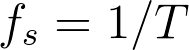 f_s = 1/T